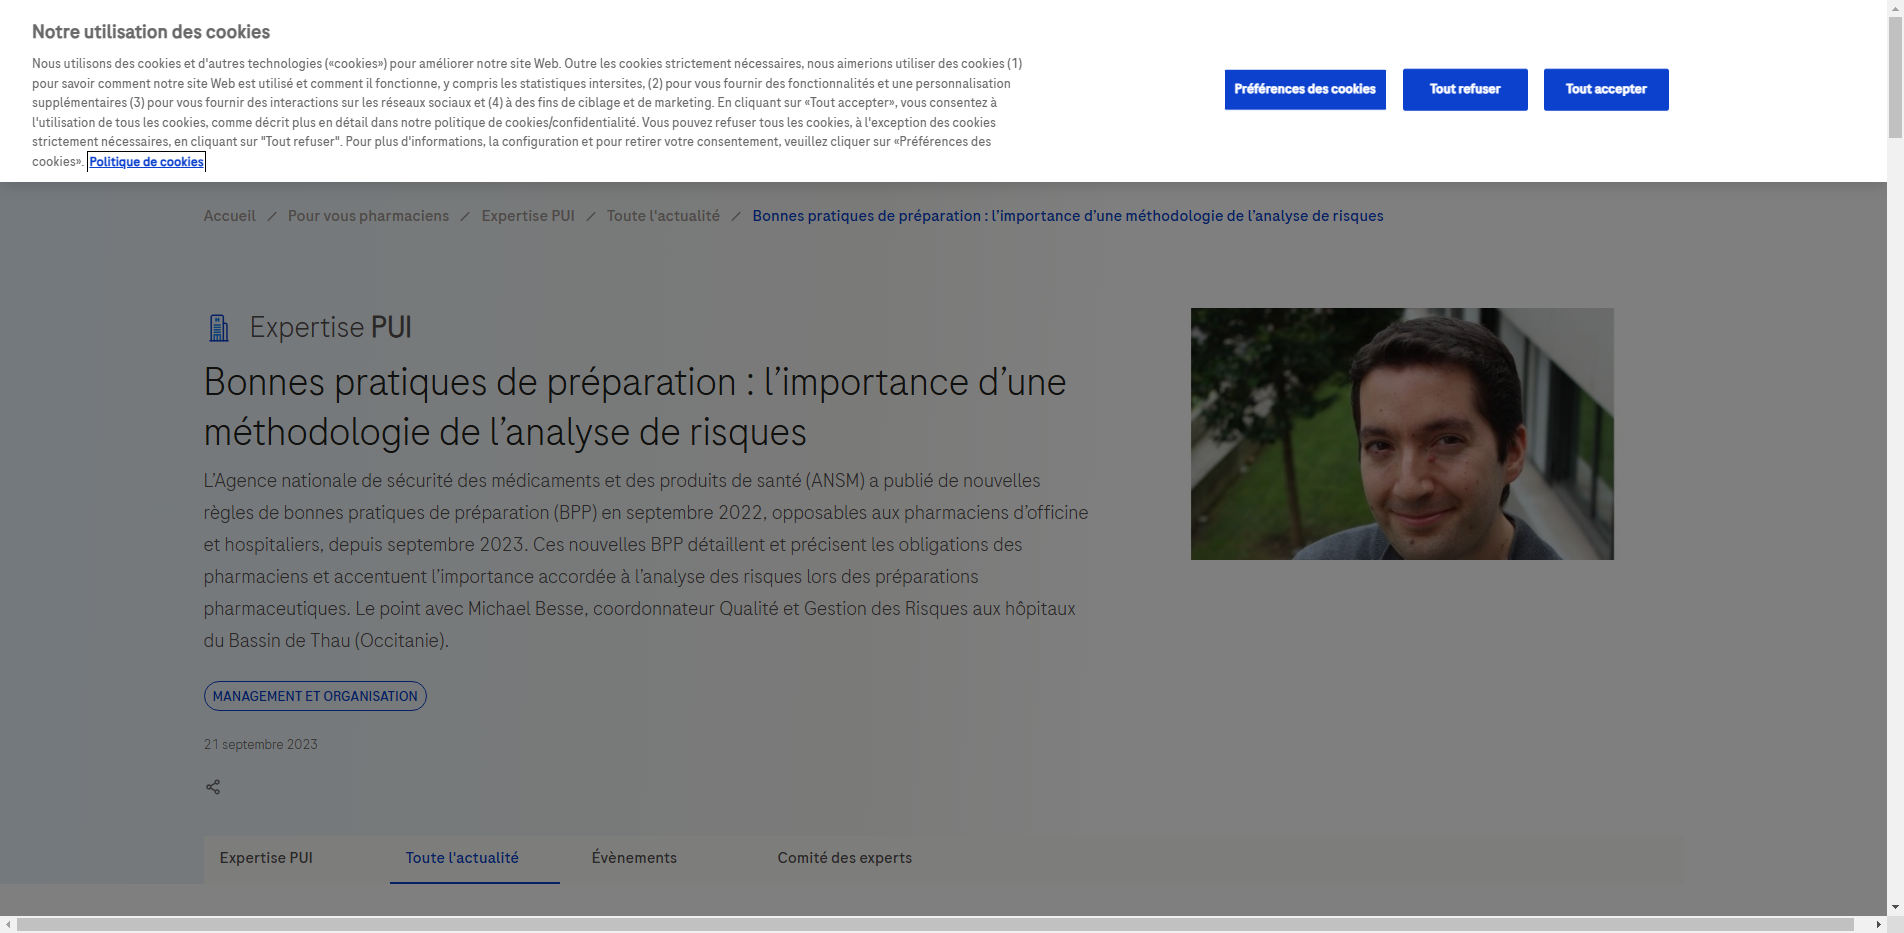 Notre utilisation des cookies
Nous utilisons des cookies et d'autres technologies («cookies») pour améliorer notre site Web. Outre les cookies strictement nécessaires, nous aimerions utiliser des cookies (1)
pour savoir comment notre site Web est utilisé et comment il fonctionne, y compris les statistiques intersites, (2) pour vous fournir des fonctionnalités et une personnalisation
supplémentaires (3) pour vous fournir des interactions sur les réseaux sociaux et (4) à des fins de ciblage et de marketing. En cliquant sur «Tout accepter», vous consentez à
l'utilisation de tous les cookies, comme décrit plus en détail dans notre politique de cookies/confidentialité. Vous pouvez refuser tous les cookies, à l'exception des cookies
strictement nécessaires, en cliquant sur "Tout refuser". Pour plus d'informations, la configuration et pour retirer votre consentement, veuillez cliquer sur «Préférences des
cookies». Politique de cookies
Préférences des cookies
Tout refuser
Tout accepter
Accueil / Pour vous pharmaciens / Expertise PUI / Toute l'actualité / Bonnes pratiques de préparation : l’importance d’une méthodologie de l’analyse de risques
Expertise PUI
Bonnes pratiques de préparation : l’importance d’une
méthodologie de l’analyse de risques
L’Agence nationale de sécurité des médicaments et des produits de santé (ANSM) a publié de nouvelles
règles de bonnes pratiques de préparation (BPP) en septembre 2022, opposables aux pharmaciens d’officine
et hospitaliers, depuis septembre 2023. Ces nouvelles BPP détaillent et précisent les obligations des
pharmaciens et accentuent l’importance accordée à l’analyse des risques lors des préparations
pharmaceutiques. Le point avec Michael Besse, coordonnateur Qualité et Gestion des Risques aux hôpitaux
du Bassin de Thau (Occitanie).
MANAGEMENT ET ORGANISATION
21 septembre 2023
Expertise PUI
Toute l'actualité
Évènements
Comité des experts